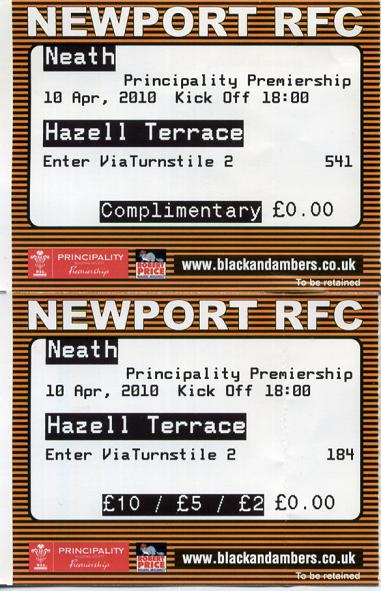 NEWPORT RFC
Neath
Principality Premiership
10 Apr, 2010 Kick Off 18:00
Hazell Terrace
Enter ViaTurnstile 2 541
Complimentary £0.00
PRINCIPALITY
Premiership
ROBERT PRICE
www.blackandambers.co.uk
To be retained
NEWPORT RFC
Neath
Principality Premiership
10 Apr, 2010 Kick Off 18:00
Hazell Terrace
Enter ViaTurnstile 2 184
£10 / £5 / £2 £0.00
PRINCIPALITY
Premiership
ROBERT PRICE
www.blackandambers.co.uk
To be retained